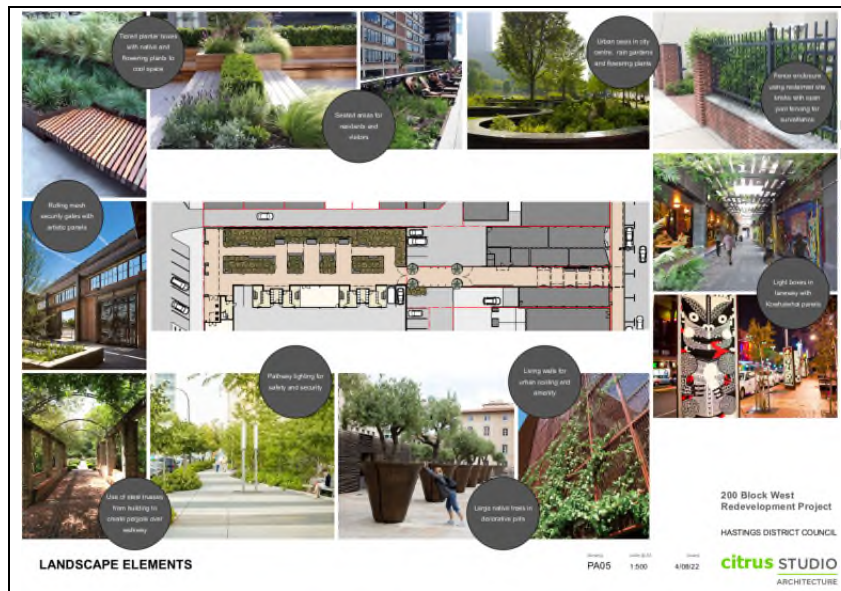 Tiered planter boxes
with native and
flowering plants to
cool space
Seated areas for
residents and
visitors
Urban oasis in city
centre, rain gardens
and flowering plants
Fence enclosure
using reclaimed site
bricks with open
pool fencing for
surveillance
Rolling mesh
security gates with
artistic panels
Light boxes in
laneway with
Kowhaiwhai panels
Pathway lighting for
safety and security
Living walls for
urban cooling and
amenity
Use of steel trusses
from building to
create pergola over
walkway
Large native trees in
decorative pots
200 Block West
Redevelopment Project
HASTINGS DISTRICT COUNCIL
LANDSCAPE ELEMENTS
PA05 1:500 4/08/22
citrus STUDIO
ARCHITECTURE